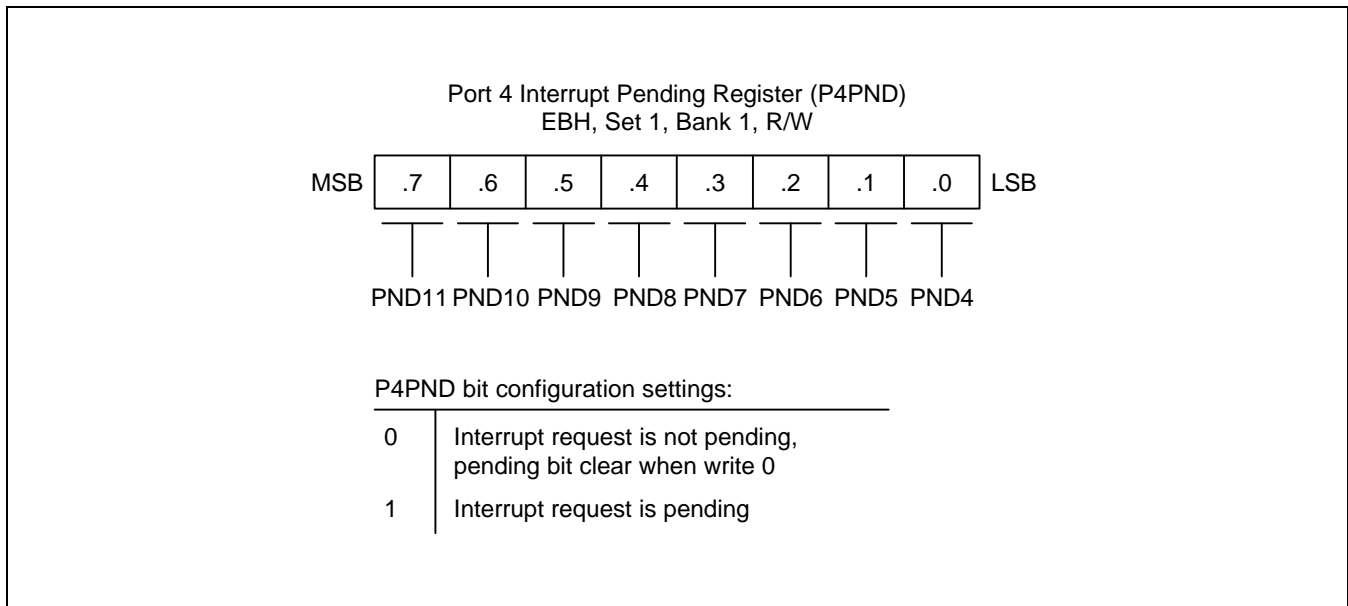 Port 4 Interrupt Pending Register (P4PND)
EBH, Set 1, Bank 1, R/W
MSB .7 .6 .5 .4 .3 .2 .1 .0 LSB
PND11 PND10 PND9 PND8 PND7 PND6 PND5 PND4
P4PND bit configuration settings:
0 Interrupt request is not pending,
pending bit clear when write 0
1 Interrupt request is pending